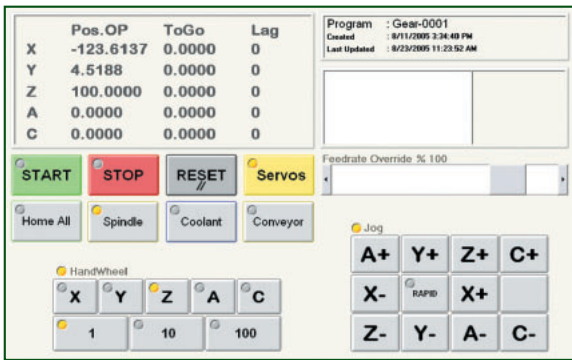 Pos.OP ToGo Lag
X -123.6137 0.0000 0
Y 4.5188 0.0000 0
Z 100.0000 0.0000 0
A 0.0000 0.0000 0
C 0.0000 0.0000 0
Program : Gear-0001
Created : 8/11/2005 3:34:40 PM
Last Updated : 8/23/2005 11:23:52 AM
START STOP RESET // Servos
Feedrate Override % 100
Home All Spindle Coolant Conveyor
HandWheel
X Y Z A C
1 10 100
Jog
A+ Y+ Z+ C+
X- RAPID X+
Z- Y- A- C-